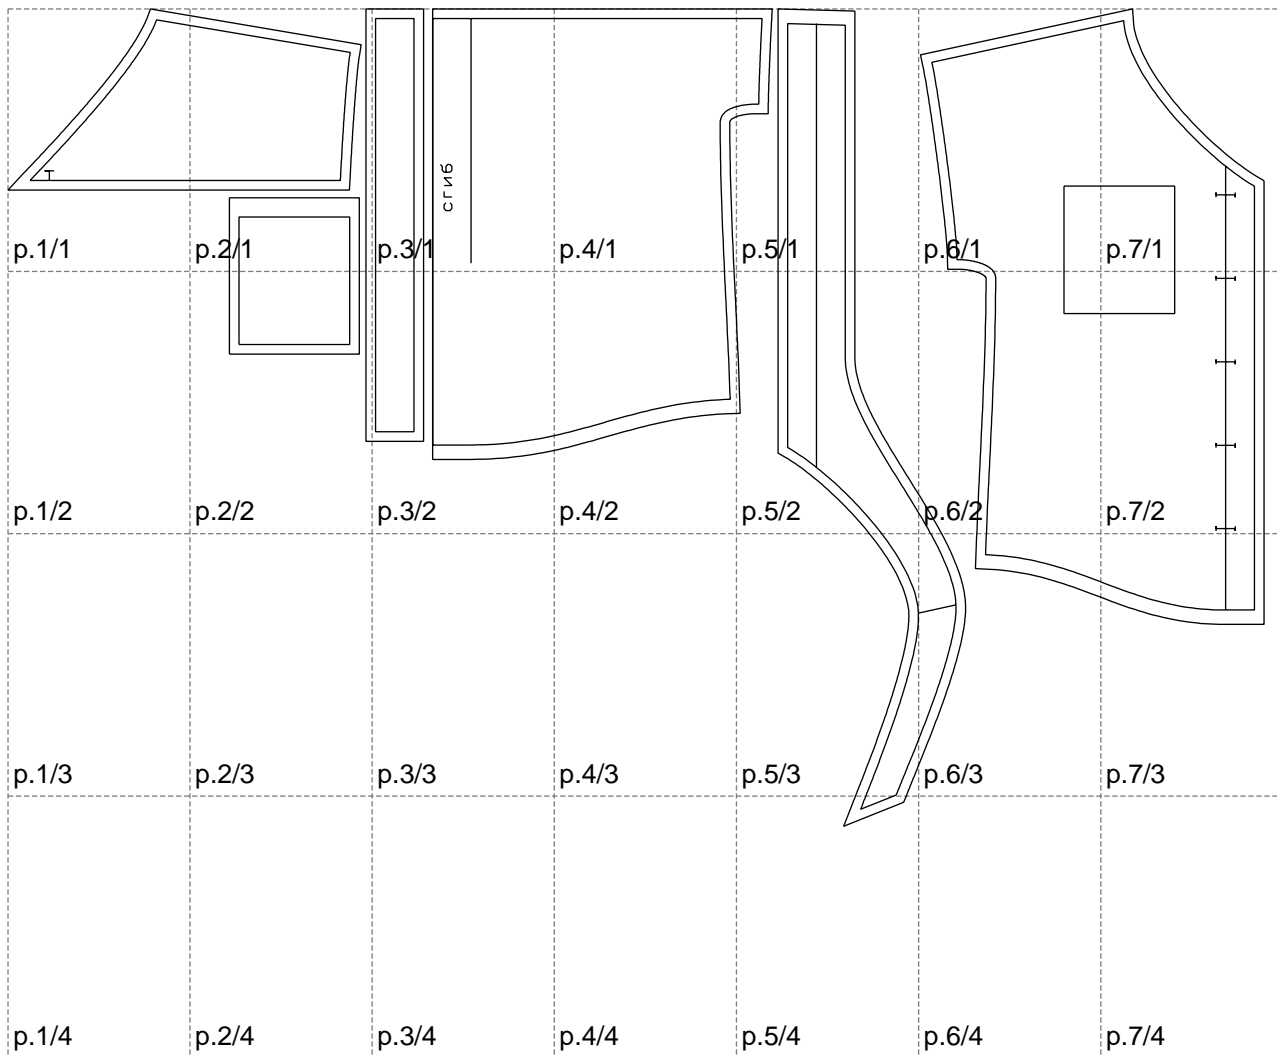 сгиб
p.1/1 p.2/1 p.3/1 p.4/1 p.5/1 p.6/1 p.7/1
p.1/2 p.2/2 p.3/2 p.4/2 p.5/2 p.6/2 p.7/2
p.1/3 p.2/3 p.3/3 p.4/3 p.5/3 p.6/3 p.7/3
p.1/4 p.2/4 p.3/4 p.4/4 p.5/4 p.6/4 p.7/4